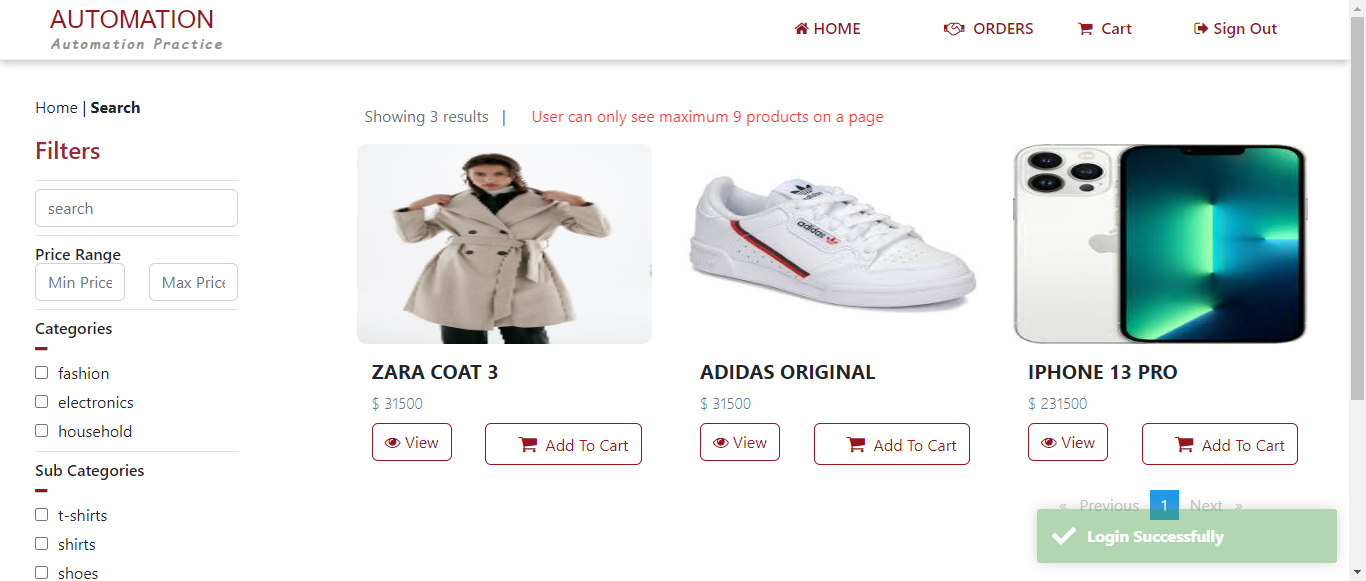 AUTOMATION
Automation Practice
HOME
ORDERS
Cart
Sign Out
Home | Search
Filters
search
Price Range
Min Price
Max Price
Categories
fashion
electronics
household
Sub Categories
t-shirts
shirts
shoes
Showing 3 results |
User can only see maximum 9 products on a page
adidas
ZARA COAT 3
$ 31500
View
Add To Cart
ADIDAS ORIGINAL
$ 31500
View
Add To Cart
IPHONE 13 PRO
$ 231500
View
Add To Cart
« Previous 1 Next »
Login Successfully